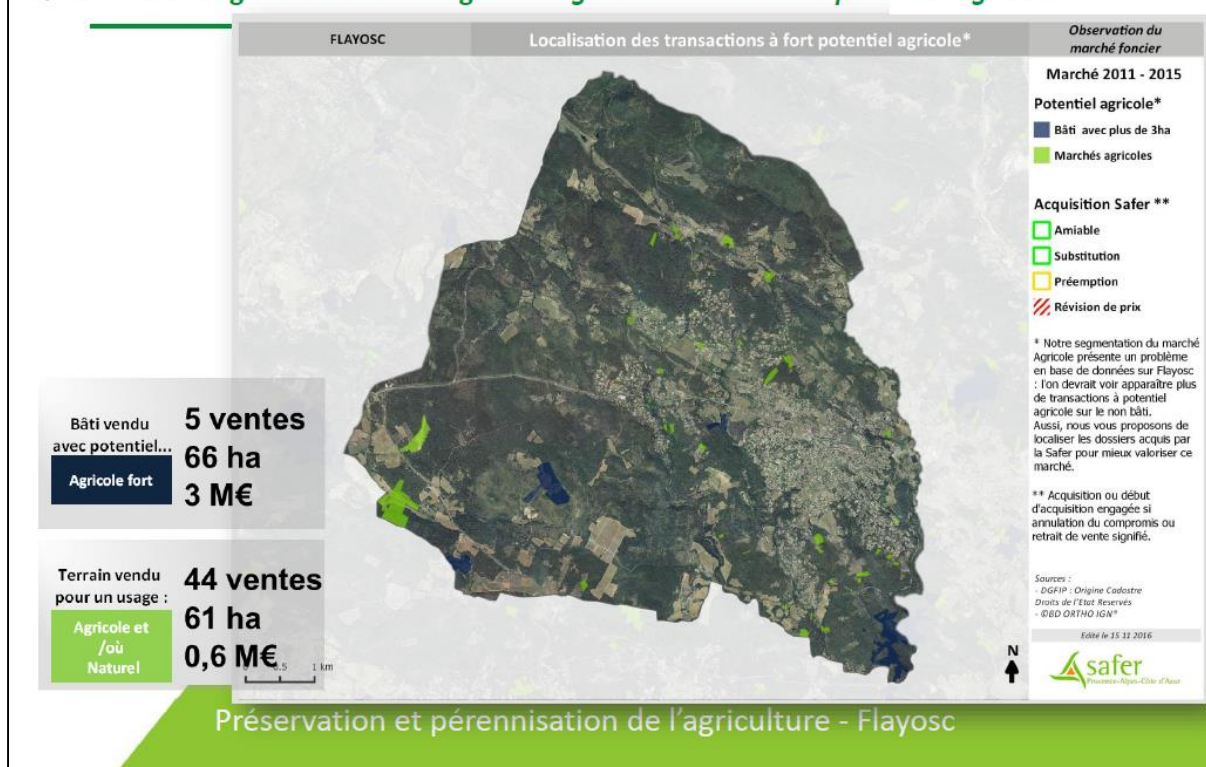 FLAYOSC
Localisation des transactions à fort potentiel agricole*
Observation du
marché foncier
Marché 2011 - 2015
Potentiel agricole*
Bâti avec plus de 3ha
Marchés agricoles
Acquisition Safer **
Amiable
Substitution
Préemption
Révision de prix
* Notre segmentation du marché
Agricole présente un problème
en base de données sur Flayosc
: l'on devrait voir apparaître plus
de transactions à potentiel
agricole sur le non bâti.
Aussi, nous vous proposons de
localiser les dossiers acquis par
la Safer pour mieux valoriser ce
marché.
** Acquisition ou début
d'acquisition engagée si
annulation du compromis ou
retrait de vente signifié.
Sources :
- DGFIP : Origine Cadastre
Droits de l'Etat Reservés
- ©BD ORTHO IGN®
Edité le 15 11 2016
safer
Provence-Alpes-Côte d'Azur
N
Bâti vendu
avec potentiel...
Agricole fort
5 ventes
66 ha
3 M€
Terrain vendu
pour un usage :
Agricole et
/où
Naturel
44 ventes
61 ha
0,6 M€
0 0.5 1 km
Préservation et pérennisation de l'agriculture - Flayosc